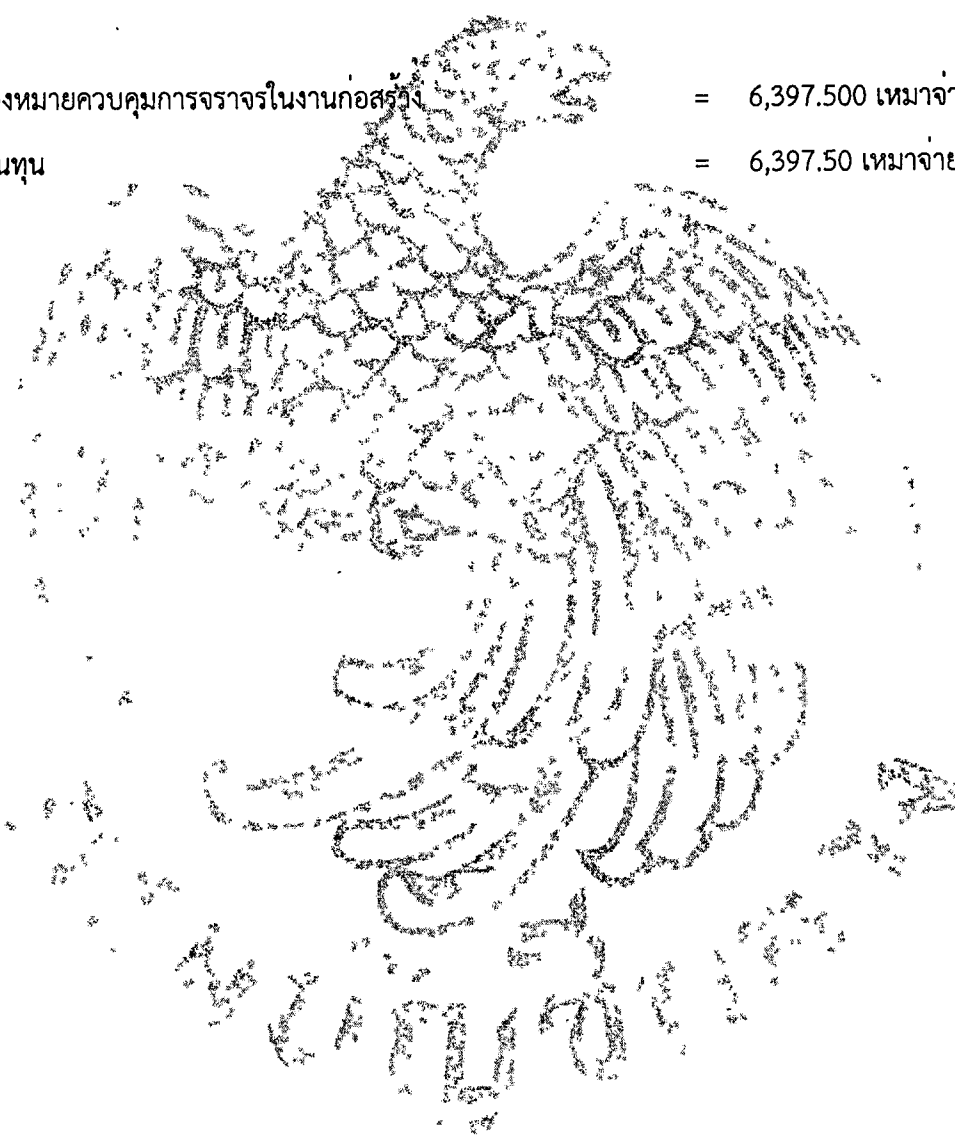 งหมายควบคุมการจราจรในงานก่อสร้าง = 6,397.500 เหมาจ่า
นทุน = 6,397.50 เหมาจ่าย